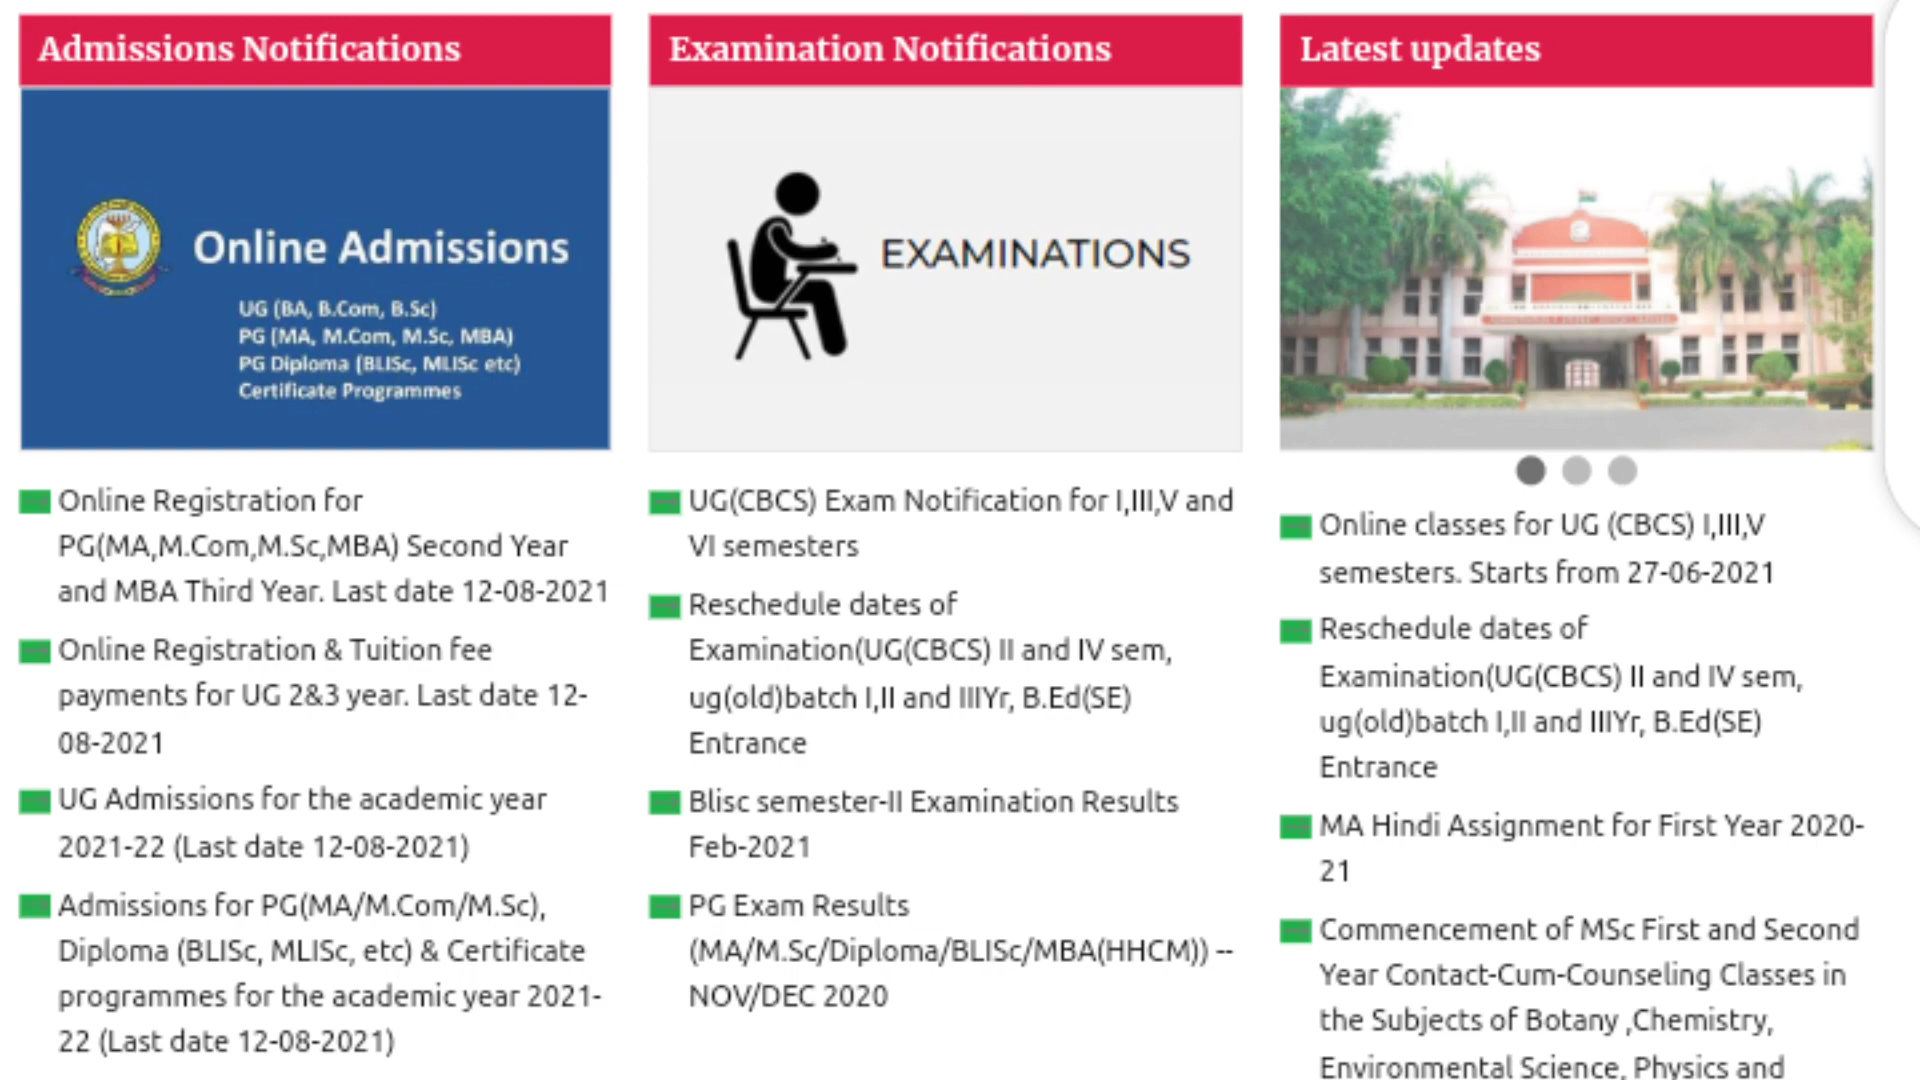 Admissions Notifications
Online Admissions
UG (BA, B.Com, B.Sc)
PG (MA, M.Com, M.Sc, MBA)
PG Diploma (BLISc, MLISc etc)
Certificate Programmes
Online Registration for
PG(MA,M.Com,M.Sc,MBA) Second Year
and MBA Third Year. Last date 12-08-2021
Online Registration & Tuition fee
payments for UG 2&3 year. Last date 12-
08-2021
UG Admissions for the academic year
2021-22 (Last date 12-08-2021)
Admissions for PG(MA/M.Com/M.Sc),
Diploma (BLISc, MLISc, etc) & Certificate
programmes for the academic year 2021-
22 (Last date 12-08-2021)
Examination Notifications
EXAMINATIONS
UG(CBCS) Exam Notification for I,III,V and
VI semesters
Reschedule dates of
Examination(UG(CBCS) II and IV sem,
ug(old)batch I,II and IIIYr, B.Ed(SE)
Entrance
Blisc semester-II Examination Results
Feb-2021
PG Exam Results
(MA/M.Sc/Diploma/BLISc/MBA(HHCM)) --
NOV/DEC 2020
Latest updates
Online classes for UG (CBCS) I,III,V
semesters. Starts from 27-06-2021
Reschedule dates of
Examination(UG(CBCS) II and IV sem,
ug(old)batch I,II and IIIYr, B.Ed(SE)
Entrance
MA Hindi Assignment for First Year 2020-
21
Commencement of MSc First and Second
Year Contact-Cum-Counseling Classes in
the Subjects of Botany ,Chemistry,
Environmental Science, Physics and